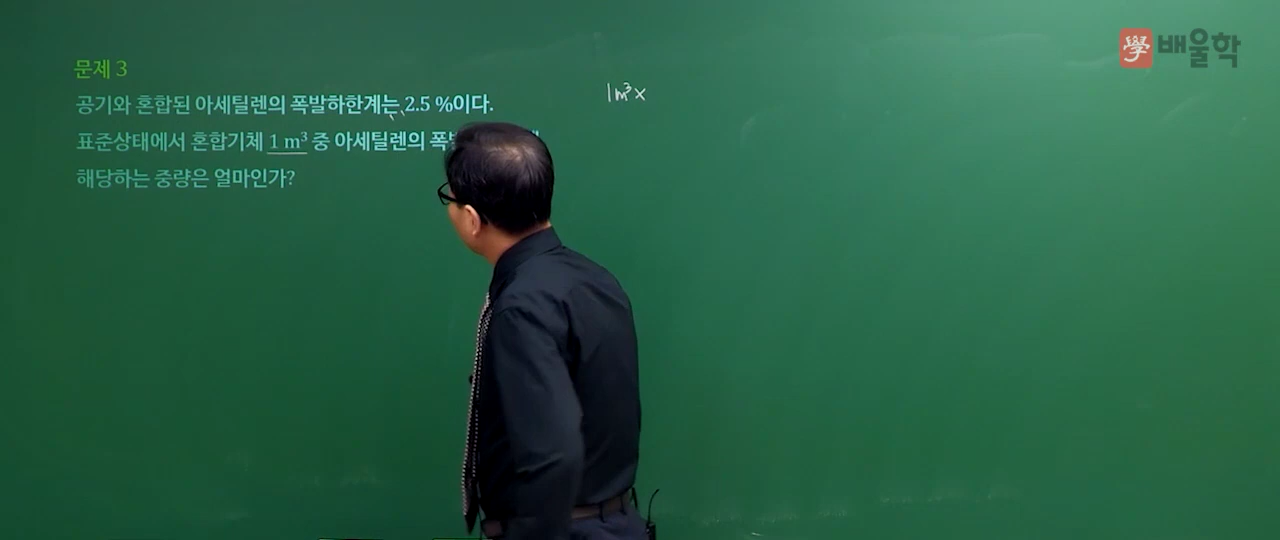 문제 3
공기와 혼합된 아세틸렌의 폭발하한계는 2.5 %이다.
표준상태에서 혼합기체 1 m³ 중 아세틸렌의
해당하는 중량은 얼마인가?
1m³×
學 배울학